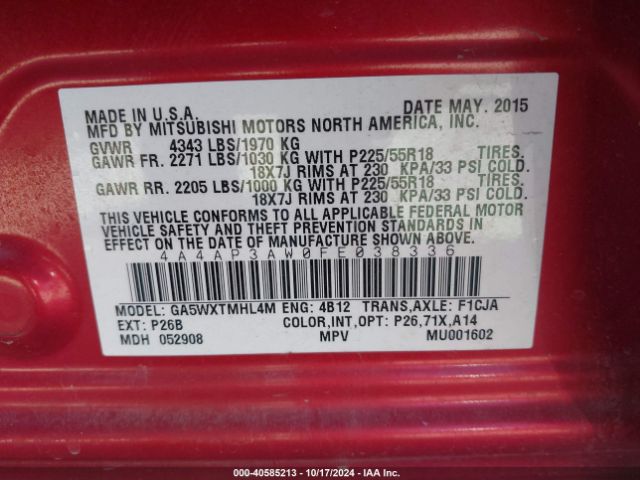 MADE IN U.S.A. DATE MAY. 2015
MFD BY MITSUBISHI MOTORS NORTH AMERICA, INC.
GVWR 4343 LBS/1970 KG
GAWR FR. 2271 LBS/1030 KG WITH P225/55R18 TIRES.
18X7J RIMS AT 230 KPA/33 PSI COLD.
GAWR RR. 2205 LBS/1000 KG WITH P225/55R18 TIRES.
18X7J RIMS AT 230 KPA/33 PSI COLD.
THIS VEHICLE CONFORMS TO ALL APPLICABLE FEDERAL MOTOR
VEHICLE SAFETY AND THEFT PREVENTION STANDARDS IN
EFFECT ON THE DATE OF MANUFACTURE SHOWN ABOVE.
4A4AP3AW0FE038336
MODEL: GA5WXTMHL4M ENG: 4B12 TRANS,AXLE: F1CJA
EXT: P26B COLOR,INT,OPT: P26,71X,A14
MDH 052908 MPV MU001602
©-40585213 - 10/17/2024 - IAA Inc.